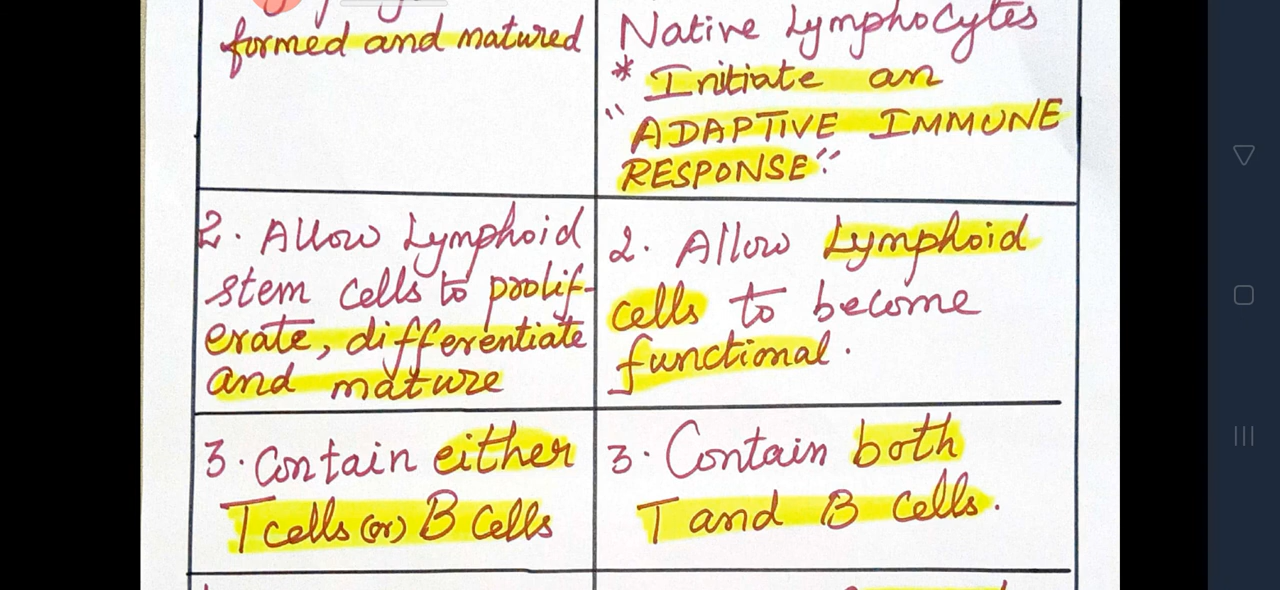 formed and matured
Native Lymphocytes
* Initiate an
"ADAPTIVE IMMUNE
RESPONSE".
2. Allow Lymphoid
stem cells to prolif-
erate, differentiate
and mature
2. Allow Lymphoid
cells to become
functional.
3. Contain either
T cells (or) B Cells
3. Contain both
T and B cells.